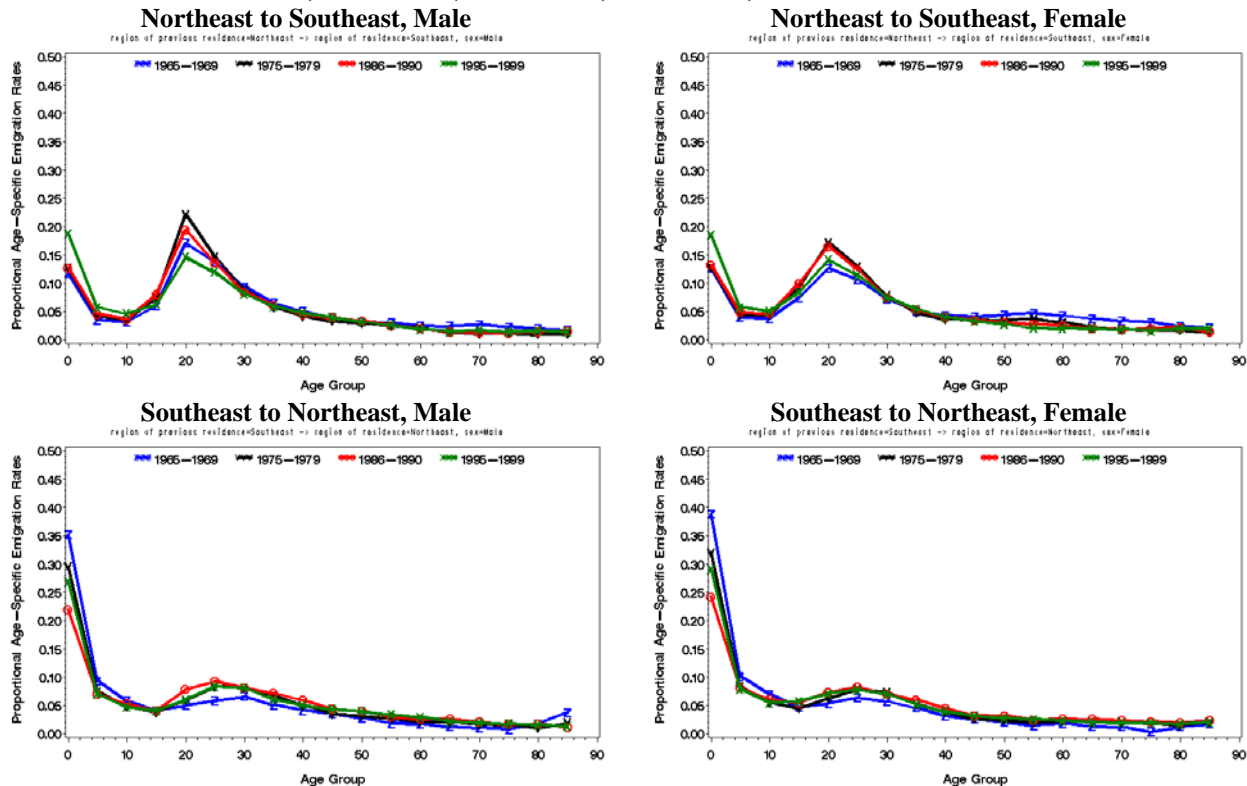 Northeast to Southeast, Male
region of previous residence=Northeast -> region of residence=Southeast, sex=Male
1965-1969 1975-1979 1986-1990 1995-1999
Proportional Age-Specific Emigration Rates
0.50
0.45
0.40
0.35
0.30
0.25
0.20
0.15
0.10
0.05
0.00
0 10 20 30 40 50 60 70 80 90
Age Group
Northeast to Southeast, Female
region of previous residence=Northeast -> region of residence=Southeast, sex=Female
1965-1969 1975-1979 1986-1990 1995-1999
Proportional Age-Specific Emigration Rates
0.50
0.45
0.40
0.35
0.30
0.25
0.20
0.15
0.10
0.05
0.00
0 10 20 30 40 50 60 70 80 90
Age Group
Southeast to Northeast, Male
region of previous residence=Southeast -> region of residence=Northeast, sex=Male
1965-1969 1975-1979 1986-1990 1995-1999
Proportional Age-Specific Emigration Rates
0.50
0.45
0.40
0.35
0.30
0.25
0.20
0.15
0.10
0.05
0.00
0 10 20 30 40 50 60 70 80 90
Age Group
Southeast to Northeast, Female
region of previous residence=Southeast -> region of residence=Northeast, sex=Female
1965-1969 1975-1979 1986-1990 1995-1999
Proportional Age-Specific Emigration Rates
0.50
0.45
0.40
0.35
0.30
0.25
0.20
0.15
0.10
0.05
0.00
0 10 20 30 40 50 60 70 80 90
Age Group